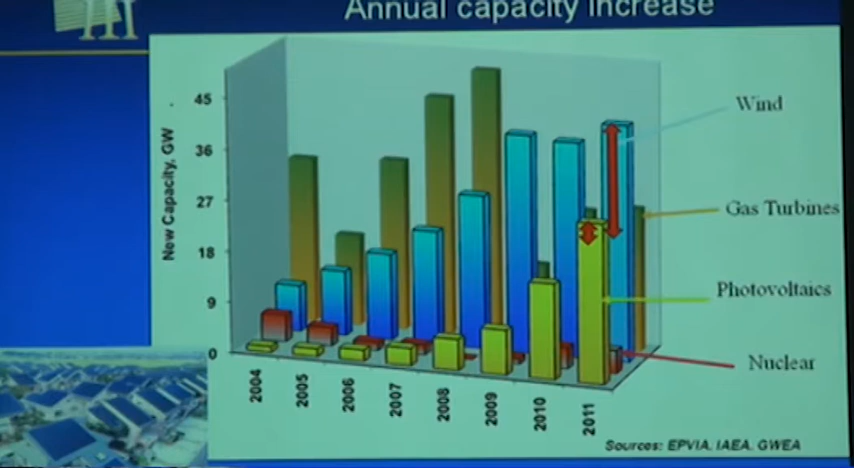 Annual capacity increase
New Capacity, GW
45
36
27
18
9
0
2004
2005
2006
2007
2008
2009
2010
2011
Wind
Gas Turbines
Photovoltaics
Nuclear
Sources: EPVIA, IAEA, GWEA